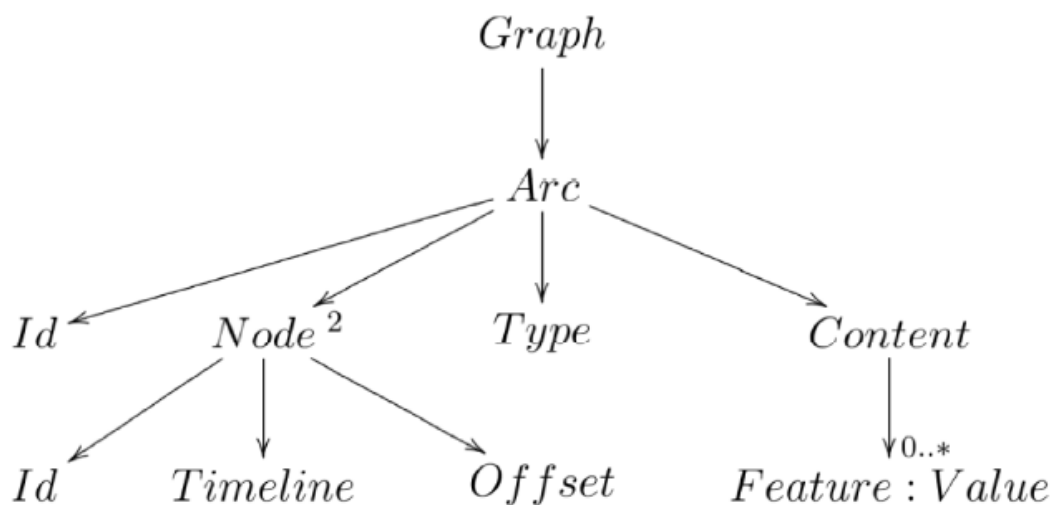 Graph
Arc
Id Node ² Type Content
0..*
Id Timeline Offset Feature : Value